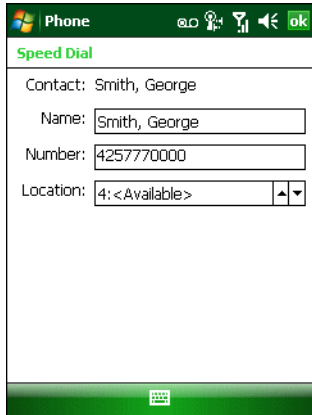 Phone
ok
Speed Dial
Contact: Smith, George
Name: Smith, George
Number: 4257770000
Location: 4:<Available>